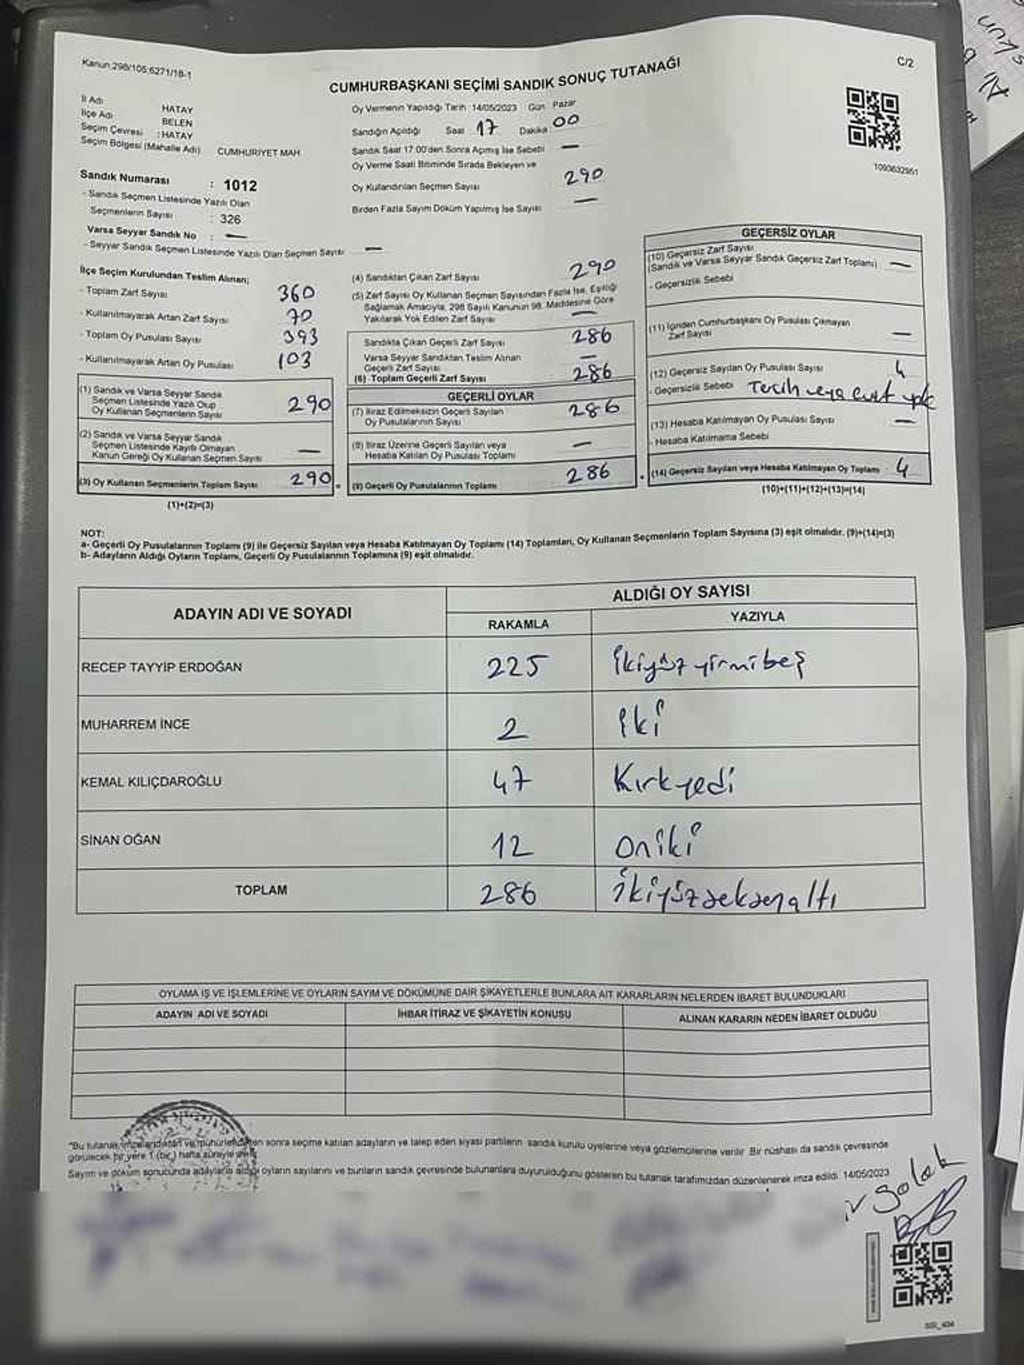 Kanun 298/105;6271/18-1
C/2
CUMHURBAŞKANI SEÇİMİ SANDIK SONUÇ TUTANAĞI
İl Adı HATAY
İlçe Adı BELEN
Seçim Çevresi : HATAY
Seçim Bölgesi (Mahalle Adı) CUMHURİYET MAH.
Oy Vermenin Yapıldığı Tarih :14/05/2023 Gün Pazar
Sandığın Açıldığı Saat 17 Dakika 00
Sandık Saat 17.00'den Sonra Açımış İse Sebebi —
Oy Verme Saati Bitiminde Sırada Bekleyen ve
Oy Kullandırılan Seçmen Sayısı 290
Birden Fazla Sayım Döküm Yapılmış İse Sayısı —
1093632951
Sandık Numarası : 1012
- Sandık Seçmen Listesinde Yazılı Olan
Seçmenlerin Sayısı : 326
Varsa Seyyar Sandık No : —
- Seyyar Sandık Seçmen Listesinde Yazılı Olan Seçmen Sayısı —
İlçe Seçim Kurulundan Teslim Alınan;
- Toplam Zarf Sayısı 360
- Kullanılmayarak Artan Zarf Sayısı 70
- Toplam Oy Pusulası Sayısı 393
- Kullanılmayarak Artan Oy Pusulası 103
(1) Sandık ve Varsa Seyyar Sandık
Seçmen Listesinde Yazılı Olup
Oy Kullanan Seçmenlerin Sayısı 290
(2) Sandık ve Varsa Seyyar Sandık
Seçmen Listesinde Kayıtlı Olmayan
Kanun Gereği Oy Kullanan Seçmen Sayısı —
(3) Oy Kullanan Seçmenlerin Toplam Sayısı 290
(1)+(2)=(3)
(4) Sandıktan Çıkan Zarf Sayısı 290
(5) Zarf Sayısı Oy Kullanan Seçmen Sayısından Fazla İse, Eşitliği
Sağlamak Amacıyla, 298 Sayılı Kanunun 98. Maddesine Göre
Yakılarak Yok Edilen Zarf Sayısı —
Sandıkta Çıkan Geçerli Zarf Sayısı 286
Varsa Seyyar Sandıktan Teslim Alınan
Geçerli Zarf Sayısı —
(6) Toplam Geçerli Zarf Sayısı 286
GEÇERLİ OYLAR
(7) İtiraz Edilmeksizin Geçerli Sayılan
Oy Pusulalarının Sayısı 286
(8) İtiraz Üzerine Geçerli Sayılan veya
Hesaba Katılan Oy Pusulası Toplamı —
(9) Geçerli Oy Pusulalarının Toplamı 286
GEÇERSİZ OYLAR
(10) Geçersiz Zarf Sayısı
(Sandık ve Varsa Seyyar Sandık Geçersiz Zarf Toplamı) —
- Geçersizlik Sebebi
(11) İçinden Cumhurbaşkanı Oy Pusulası Çıkmayan
Zarf Sayısı —
(12) Geçersiz Sayılan Oy Pusulası Sayısı 4
- Geçersizlik Sebebi Tercih veya evet yok
(13) Hesaba Katılmayan Oy Pusulası Sayısı —
- Hesaba Katılmama Sebebi
(14) Geçersiz Sayılan veya Hesaba Katılmayan Oy Toplamı 4
(10)+(11)+(12)+(13)=(14)
NOT:
a- Geçerli Oy Pusulalarının Toplamı (9) ile Geçersiz Sayılan veya Hesaba Katılmayan Oy Toplamı (14) Toplamları, Oy Kullanan Seçmenlerin Toplam Sayısına (3) eşit olmalıdır. (9)+(14)=(3)
b- Adayların Aldığı Oyların Toplamı, Geçerli Oy Pusulalarının Toplamına (9) eşit olmalıdır.
ADAYIN ADI VE SOYADI
ALDIĞI OY SAYISI
RAKAMLA YAZIYLA
RECEP TAYYİP ERDOĞAN 225 İkiyüz yirmibeş
MUHARREM İNCE 2 İki
KEMAL KILIÇDAROĞLU 47 Kırkyedi
SİNAN OĞAN 12 oniki
TOPLAM 286 ikiyüzseksenaltı
OYLAMA İŞ VE İŞLEMLERİNE VE OYLARIN SAYIM VE DÖKÜMÜNE DAİR ŞİKAYETLERLE BUNLARA AİT KARARLARIN NELERDEN İBARET BULUNDUKLARI
ADAYIN ADI VE SOYADI İHBAR İTİRAZ VE ŞİKAYETİN KONUSU ALINAN KARARIN NEDEN İBARET OLDUĞU
"Bu tutanak imzalandıktan ve mühürlendikten sonra seçime katılan adayların ve talep eden siyasi partilerin sandık kurulu üyelerine veya gözlemcilerine verilir. Bir nüshası da sandık çevresinde
görülecek bir yere 1 (bir) hafta süreyle asılır.
Sayım ve döküm sonucunda adayların aldığı oyların sayılarını ve bunların sandık çevresinde bulunanlara duyurulduğunu gösteren bu tutanak tarafımızdan düzenlenerek imza edildi. 14/05/2023